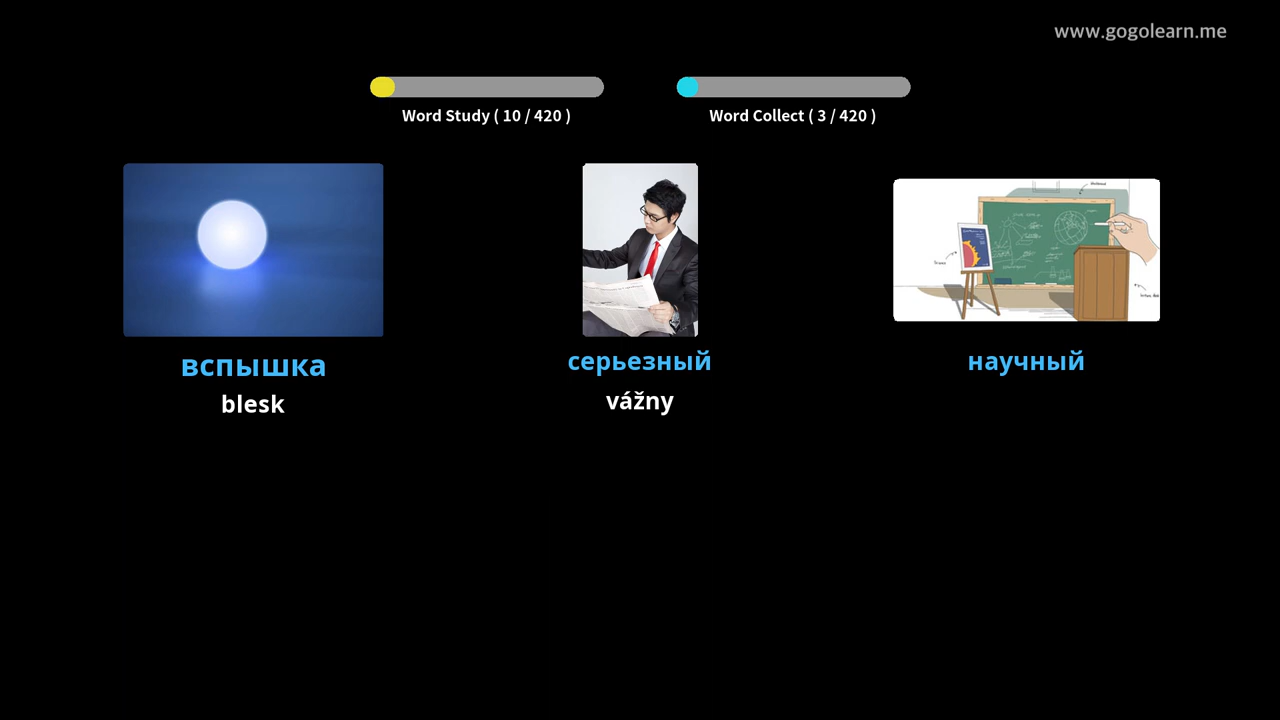 www.gogolearn.me
Word Study ( 10 / 420 )
Word Collect ( 3 / 420 )
вспышка
серьезный
научный
blesk
vážny